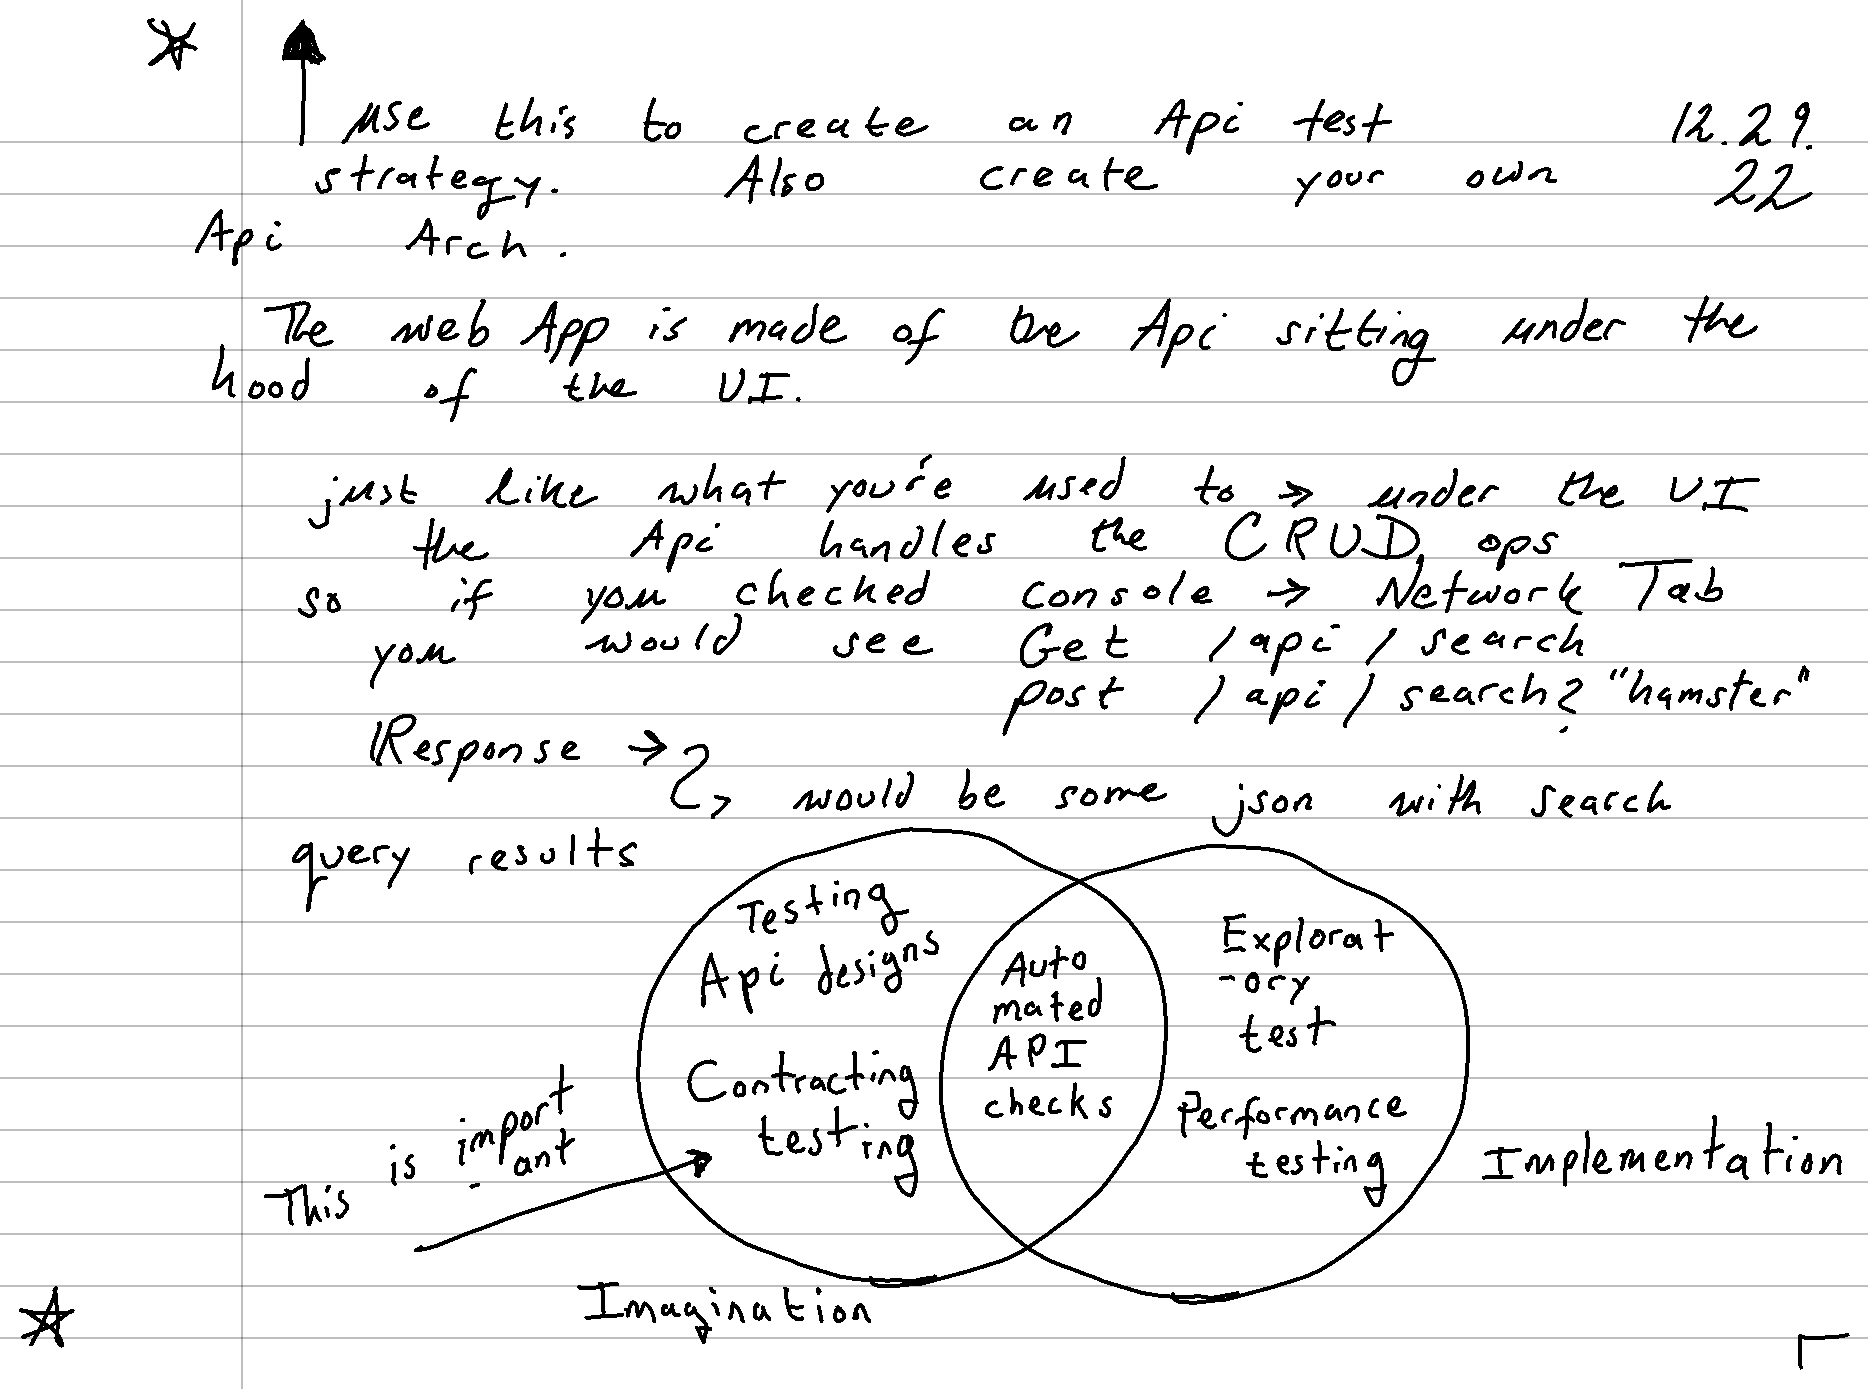 use this to create an Api test 12.29.
strategy. Also create your own 22
Api Arch.
The web App is made of the Api sitting under the
hood of the UI.
just like what you're used to → under the UI
the Api handles the CRUD ops
so if you checked console → Network Tab
you would see Get /api/search
post /api/search? "hamster"
Response →
would be some json with search
query results
Testing
Api designs
Contracting
testing
Auto
mated
API
checks
Explorat
-ory
test
Performance
testing
This is import
-ant
Implementation
Imagination